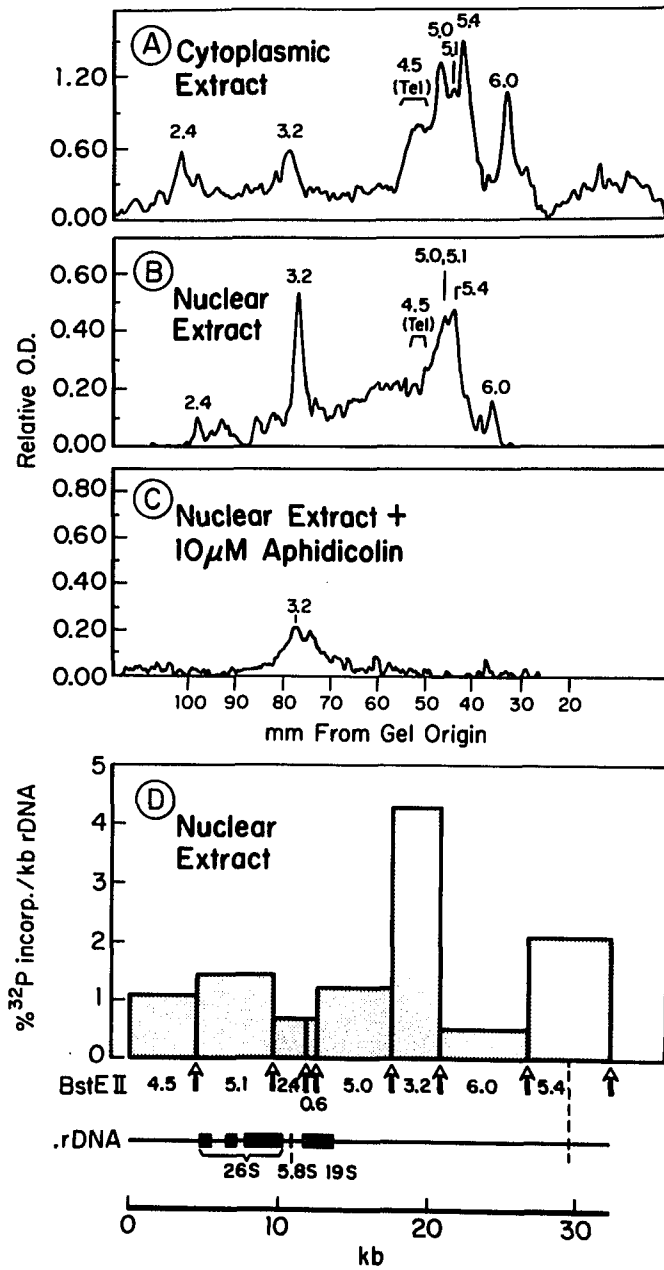 A Cytoplasmic
Extract
2.4
3.2
4.5
(Tel)
5.0
5.1
5.4
6.0
1.20
0.60
0.00
B Nuclear
Extract
2.4
3.2
4.5
(Tel)
5.0,5.1
5.4
6.0
0.60
0.40
0.20
0.00
Relative O.D.
C Nuclear Extract +
10μM Aphidicolin
3.2
0.80
0.60
0.40
0.20
0.00
100 90 80 70 60 50 40 30 20
mm From Gel Origin
D Nuclear
Extract
% 32P incorp./kb rDNA
5
4
3
2
1
0
BstE II 4.5 5.1 2.4 0.6 5.0 3.2 6.0 5.4
rDNA
26S 5.8S 19S
0 10 20 30
kb